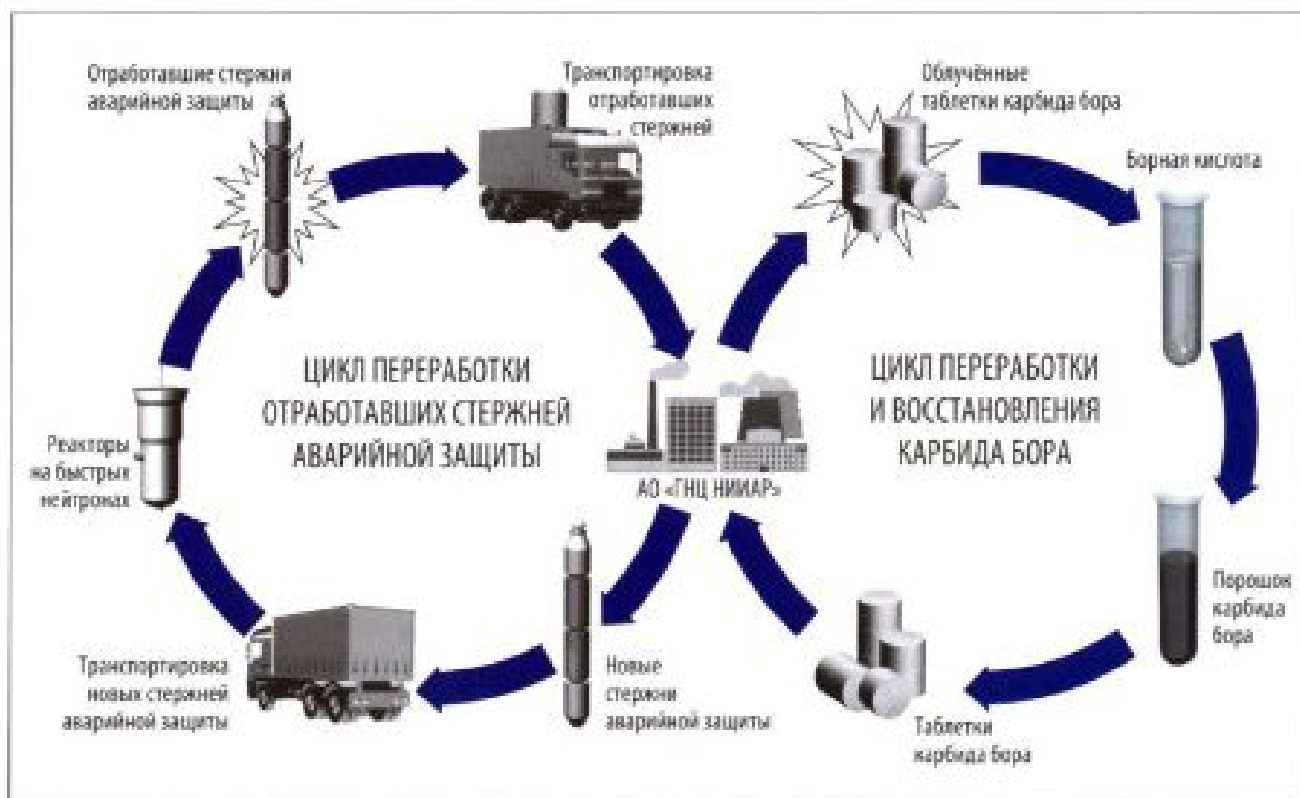 Отработавшие стержни
аварийной защиты
Транспортировка
отработавших
стержней
Облучённые
таблетки карбида бора
Борная кислота
ЦИКЛ ПЕРЕРАБОТКИ
ОТРАБОТАВШИХ СТЕРЖНЕЙ
АВАРИЙНОЙ ЗАЩИТЫ
ЦИКЛ ПЕРЕРАБОТКИ
И ВОССТАНОВЛЕНИЯ
КАРБИДА БОРА
Реакторы
на быстрых
нейтронах
АО «ГНЦ НИИАР»
Порошок
карбида
бора
Транспортировка
новых стержней
аварийной защиты
Новые
стержни
аварийной защиты
Таблетки
карбида бора